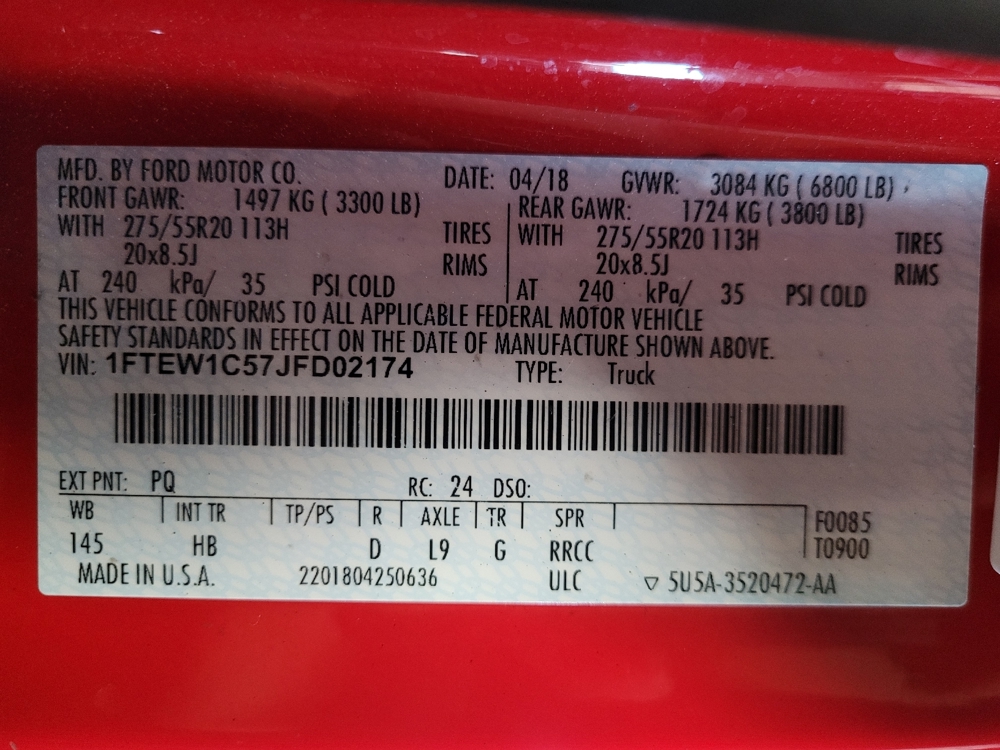 MFD. BY FORD MOTOR CO. DATE: 04/18 GVWR: 3084 KG ( 6800 LB)
FRONT GAWR: 1497 KG ( 3300 LB) REAR GAWR: 1724 KG ( 3800 LB)
WITH 275/55R20 113H TIRES WITH 275/55R20 113H TIRES
20x8.5J RIMS 20x8.5J RIMS
AT 240 kPa/ 35 PSI COLD AT 240 kPa/ 35 PSI COLD
THIS VEHICLE CONFORMS TO ALL APPLICABLE FEDERAL MOTOR VEHICLE
SAFETY STANDARDS IN EFFECT ON THE DATE OF MANUFACTURE SHOWN ABOVE.
VIN: 1FTEW1C57JFD02174 TYPE: Truck
EXT PNT: PQ RC: 24 DSO:
WB INT TR TP/PS R AXLE TR SPR F0085
145 HB D L9 G RRCC T0900
MADE IN U.S.A. 2201804250636 ULC ▽ 5U5A-3520472-AA